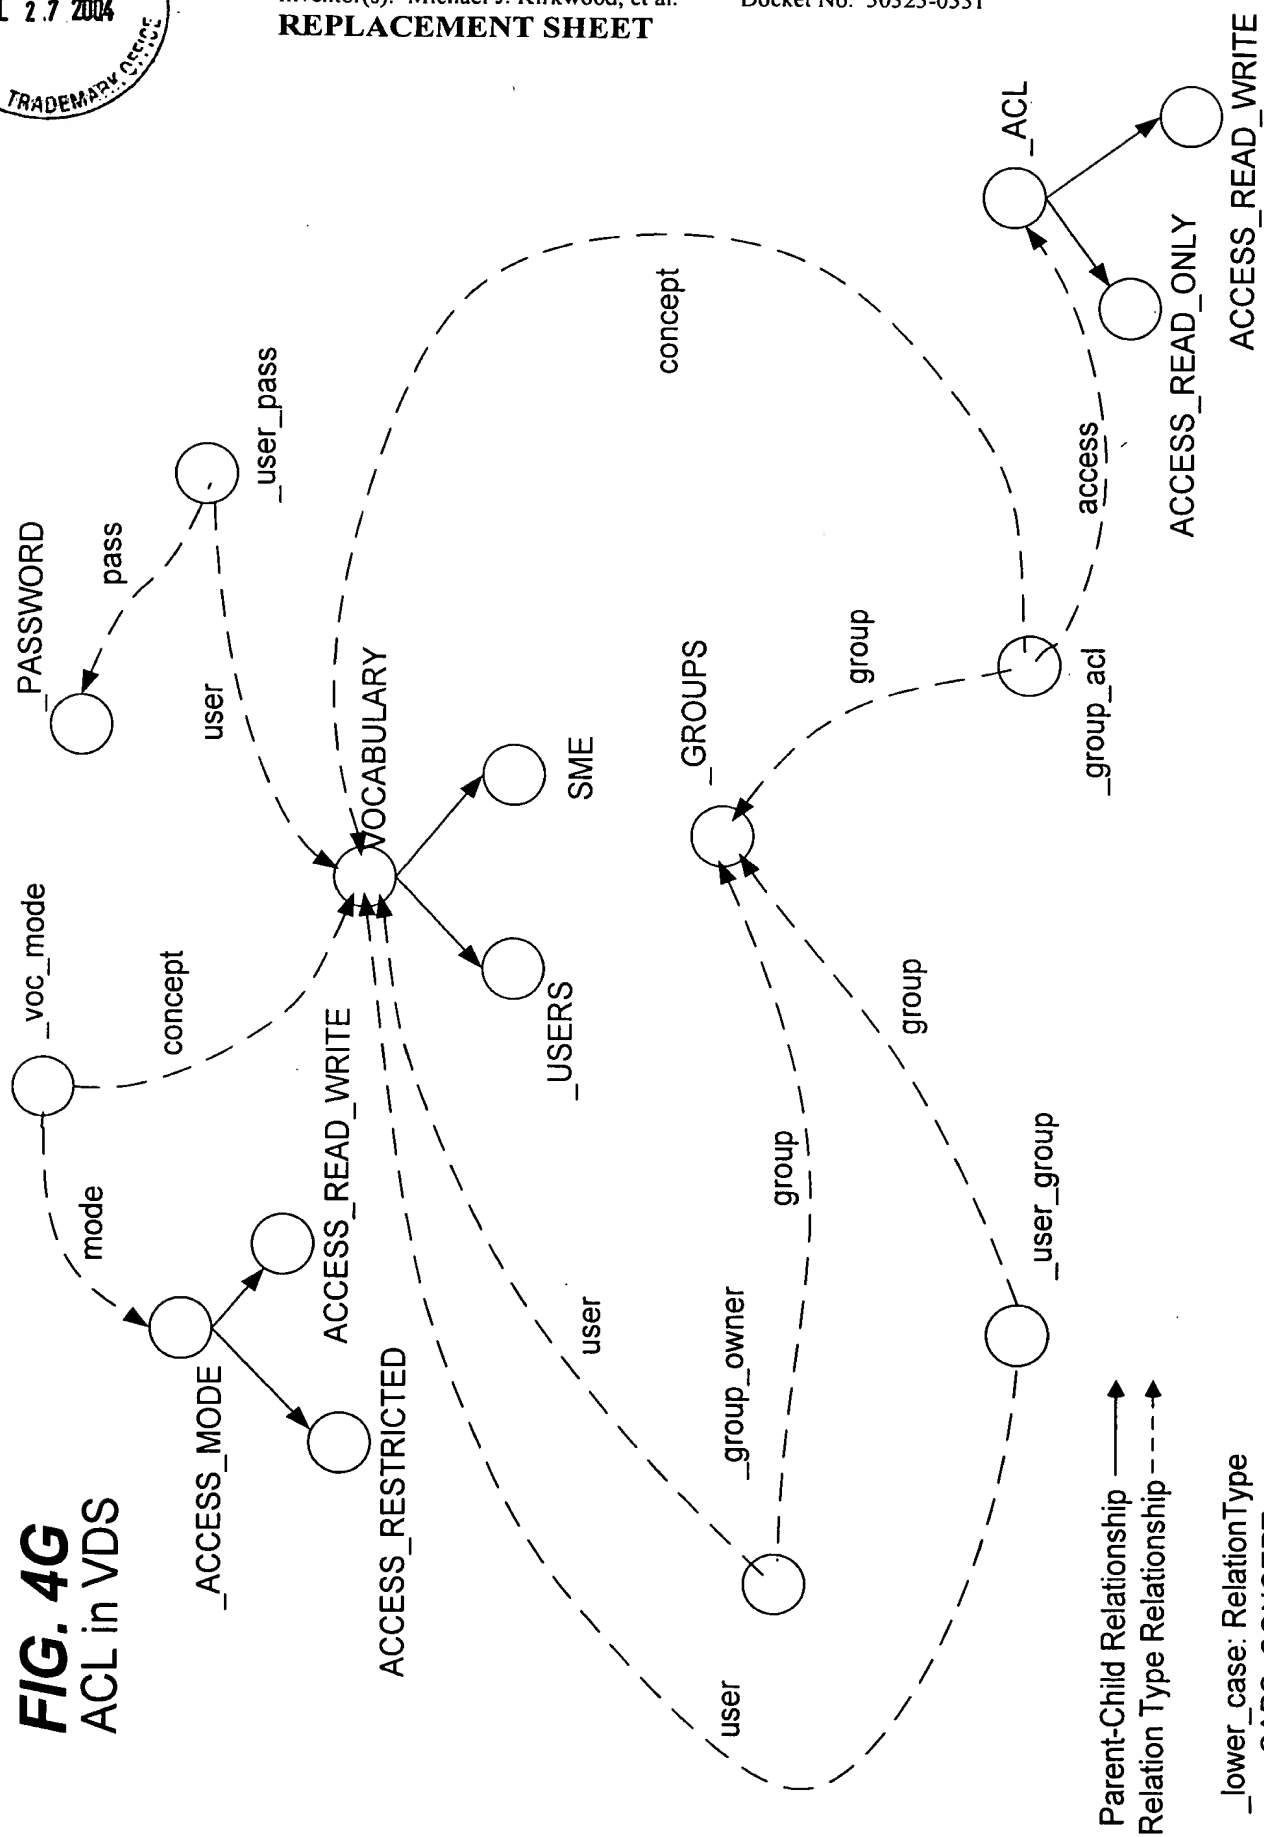 L 2.7 2004
TRADEMARK OFFICE
REPLACEMENT SHEET
FIG. 4G
ACL in VDS
_ACCESS_MODE
ACCESS_RESTRICTED
ACCESS_READ_WRITE
mode
_voc_mode
concept
_PASSWORD
pass
_user_pass
user
VOCABULARY
_USERS
SME
concept
_GROUPS
group
_group_acl
access
_ACL
ACCESS_READ_ONLY
ACCESS_READ_WRITE
user
_group_owner
group
group
_user_group
user
Parent-Child Relationship
Relation Type Relationship
_lower_case: RelationType